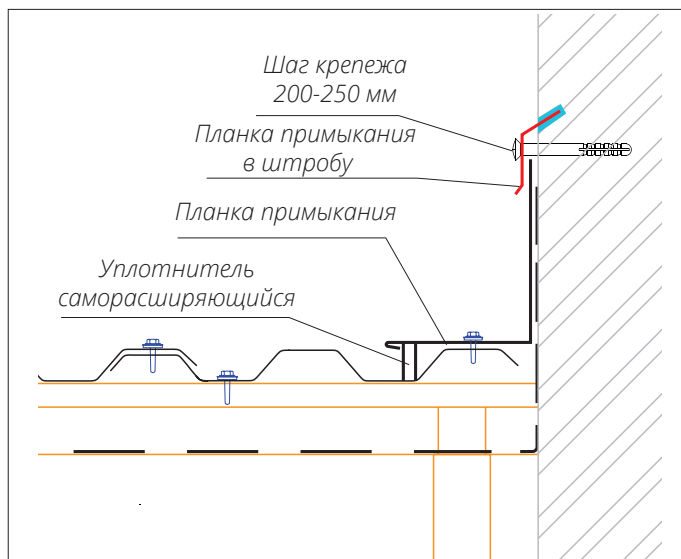 Шаг крепежа
200-250 мм
Планка примыкания
в штробу
Планка примыкания
Уплотнитель
саморасширяющийся